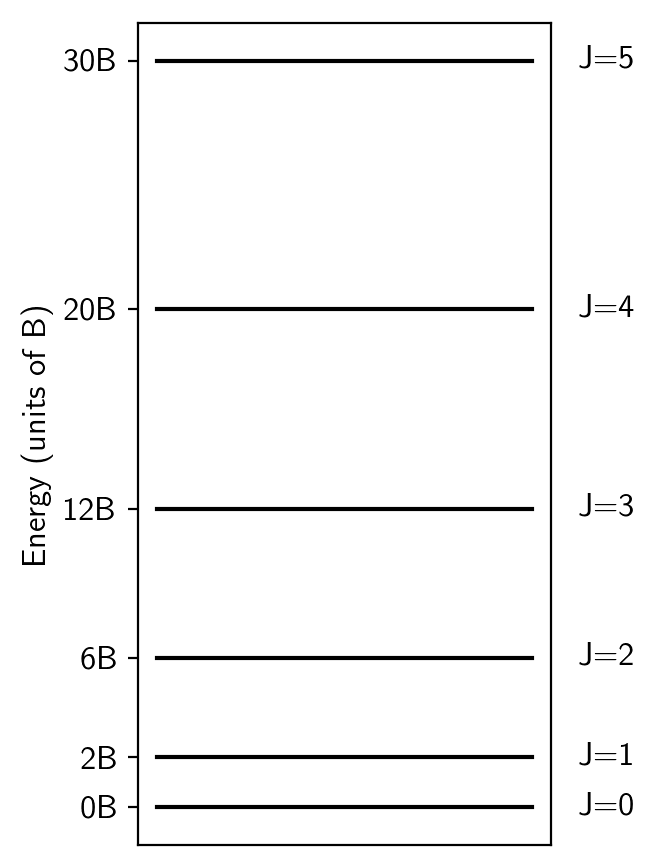 30B
J=5
20B
J=4
Energy (units of B)
12B
J=3
6B
J=2
2B
J=1
0B
J=0